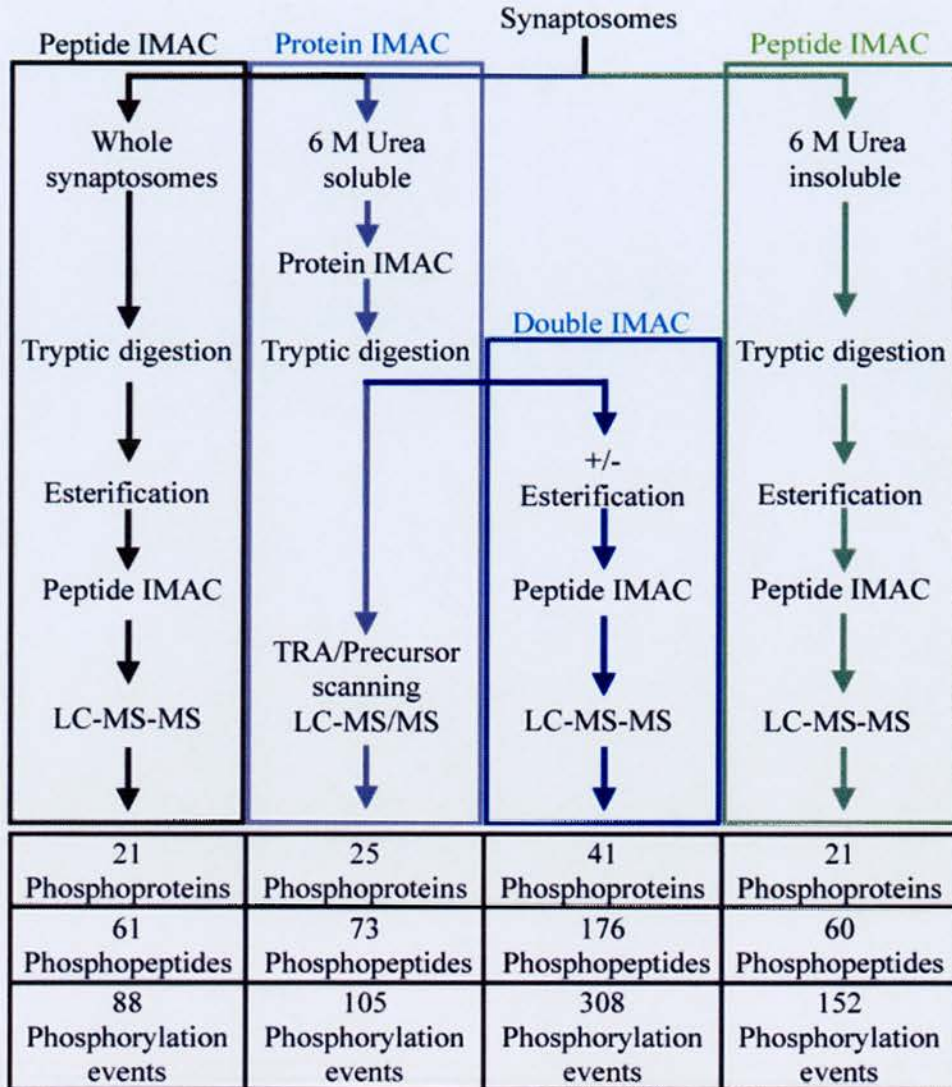 Synaptosomes
Peptide IMAC
Protein IMAC
Peptide IMAC
Whole
synaptosomes
6 M Urea
soluble
6 M Urea
insoluble
Protein IMAC
Double IMAC
Tryptic digestion
Tryptic digestion
Tryptic digestion
Esterification
+/-
Esterification
Esterification
Peptide IMAC
Peptide IMAC
Peptide IMAC
TRA/Precursor
scanning
LC-MS-MS
LC-MS/MS
LC-MS-MS
LC-MS-MS
21
Phosphoproteins
25
Phosphoproteins
41
Phosphoproteins
21
Phosphoproteins
61
Phosphopeptides
73
Phosphopeptides
176
Phosphopeptides
60
Phosphopeptides
88
Phosphorylation
events
105
Phosphorylation
events
308
Phosphorylation
events
152
Phosphorylation
events